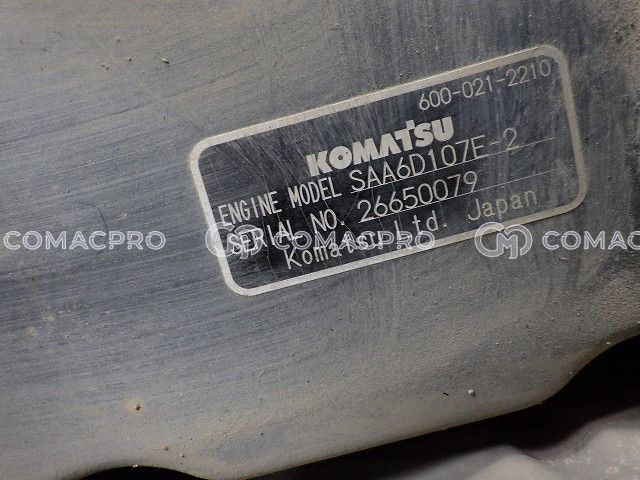 600-021-2210
KOMATSU
ENGINE MODEL SAA6D107E-2
SERIAL NO. 26650079
Komatsu Ltd. Japan
COMACPRO COMACPRO COMACPRO